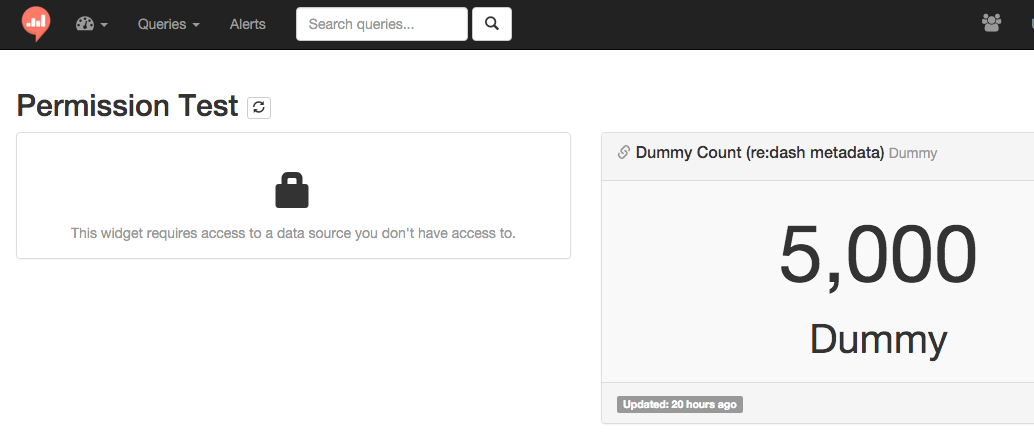 Queries
Alerts
Search queries...
Permission Test
This widget requires access to a data source you don't have access to.
Dummy Count (re:dash metadata) Dummy
5,000
Dummy
Updated: 20 hours ago